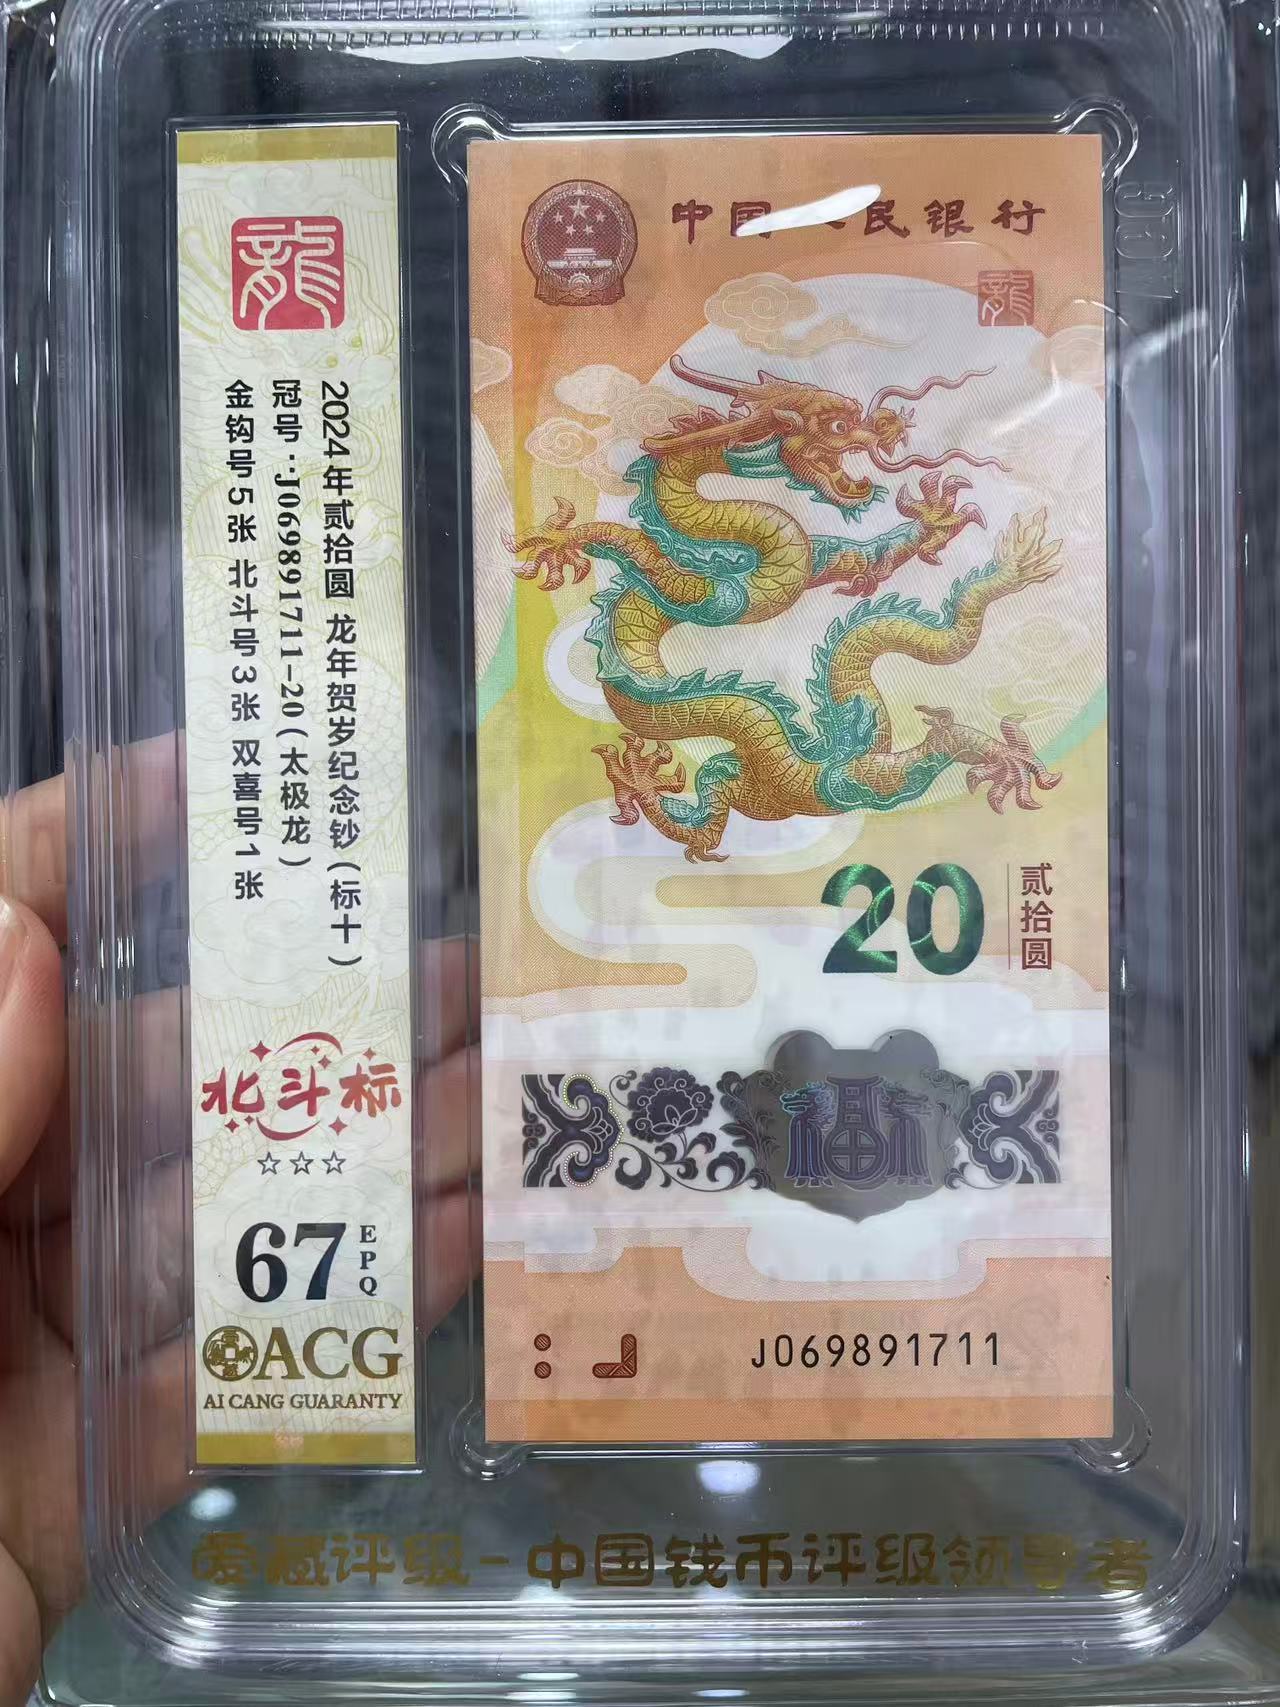 龍
2024年贰拾圆 龙年贺岁纪念钞(标十)
冠号:J069891711-20(太极龙)
金钩号5张 北斗号3张 双喜号1张
北斗标
☆☆☆
67 EPQ
ACG
AI CANG GUARANTY
中国人民银行
龍
20 贰拾圆
福
J069891711
爱藏评级-中国钱币评级领导者